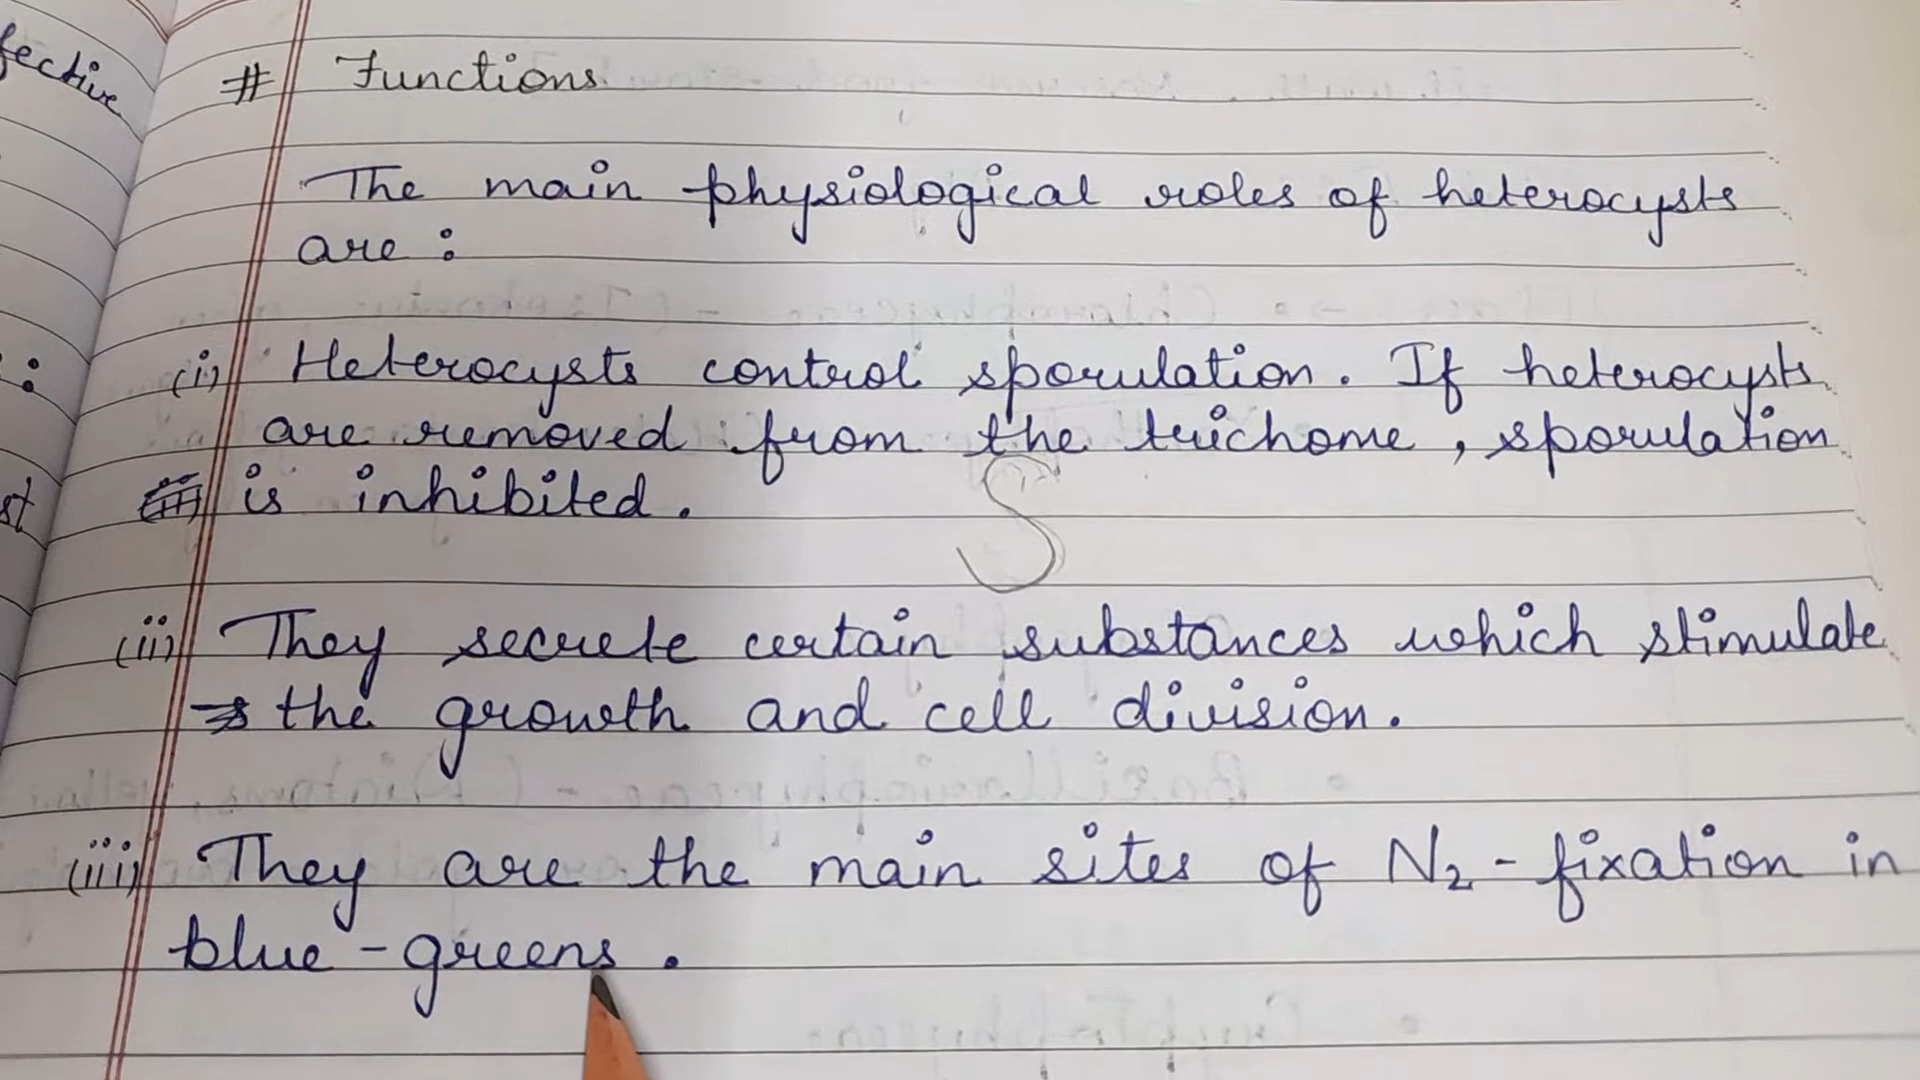 fective
# Functions.
The main physiological roles of heterocysts
are :
(i) Heterocysts control sporulation. If heterocysts
are removed from the trichome, sporulation
st
is inhibited.
S
(ii) They secrete certain substances which stimulate
the growth and cell division.
(iii) They are the main sites of N₂-fixation in
blue-greens.